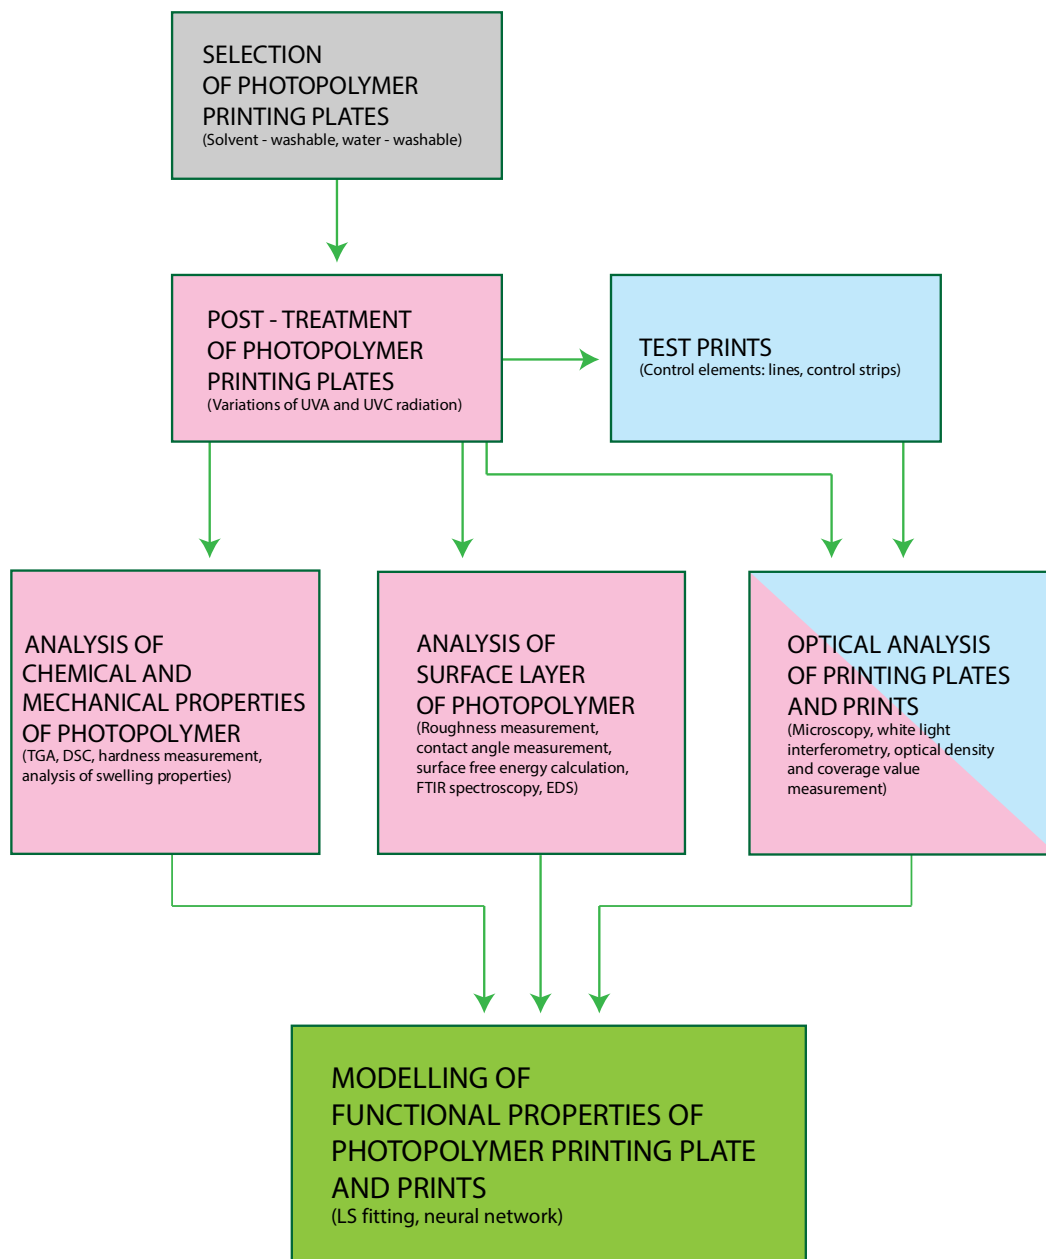 SELECTION
OF PHOTOPOLYMER
PRINTING PLATES
(Solvent - washable, water - washable)
POST - TREATMENT
OF PHOTOPOLYMER
PRINTING PLATES
(Variations of UVA and UVC radiation)
TEST PRINTS
(Control elements: lines, control strips)
ANALYSIS OF
CHEMICAL AND
MECHANICAL PROPERTIES
OF PHOTOPOLYMER
(TGA, DSC, hardness measurement,
analysis of swelling properties)
ANALYSIS OF
SURFACE LAYER
OF PHOTOPOLYMER
(Roughness measurement,
contact angle measurement,
surface free energy calculation,
FTIR spectroscopy, EDS)
OPTICAL ANALYSIS
OF PRINTING PLATES
AND PRINTS
(Microscopy, white light
interferometry, optical density
and coverage value
measurement)
MODELLING OF
FUNCTIONAL PROPERTIES OF
PHOTOPOLYMER PRINTING PLATE
AND PRINTS
(LS fitting, neural network)